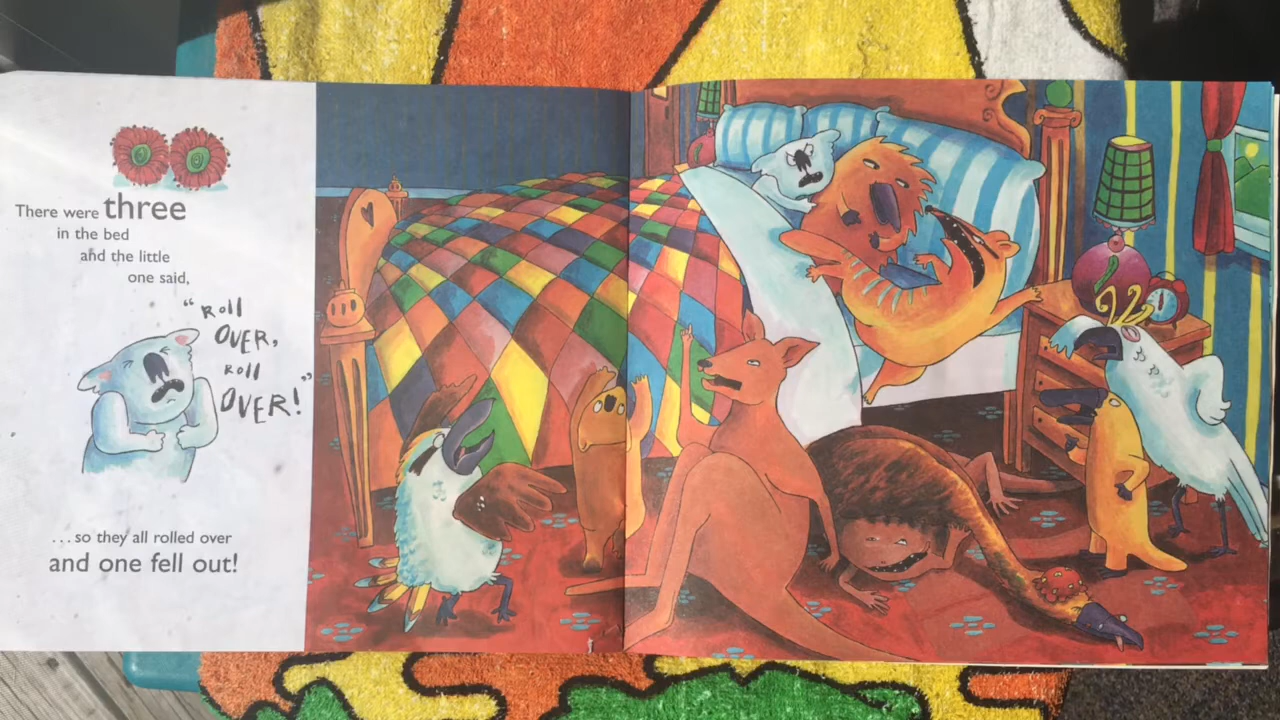 There were three
in the bed
and the little
one said,
"ROLL
OVER,
ROLL
OVER!"
...so they all rolled over
and one fell out!